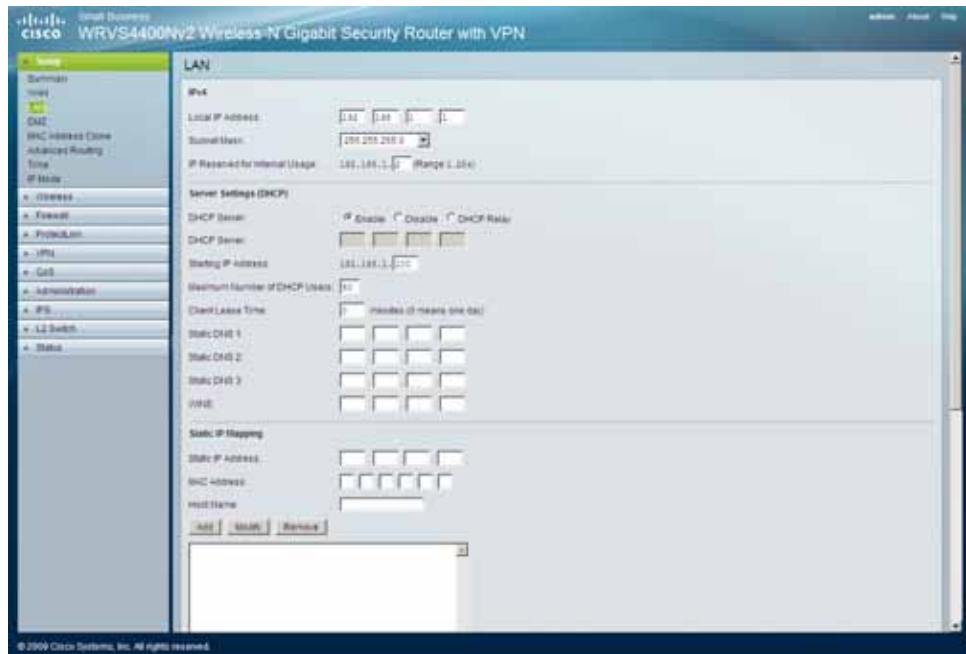 Small Business
cisco WRVS4400Nv2 Wireless-N Gigabit Security Router with VPN
admin About Help
Setup
Summary
WAN
LAN
DMZ
MAC Address Clone
Advanced Routing
Time
IP Mode
Wireless
Firewall
ProtectLink
VPN
QoS
Administration
IPS
L2 Switch
Status
LAN
IPv4
Local IP Address: 192 168 1 1
Subnet Mask: 255.255.255.0
IP Reserved for Internal Usage: 192.168.1. (Range 1-254)
Server Settings (DHCP)
DHCP Server: Enable Disable DHCP Relay
DHCP Server:
Starting IP Address: 192.168.1.100
Maximum Number of DHCP Users: 50
Client Lease Time: 0 minutes (0 means one day)
Static DNS 1:
Static DNS 2:
Static DNS 3:
WINS:
Static IP Mapping
Static IP Address:
MAC Address:
Host Name:
Add Modify Remove
© 2009 Cisco Systems, Inc. All rights reserved.